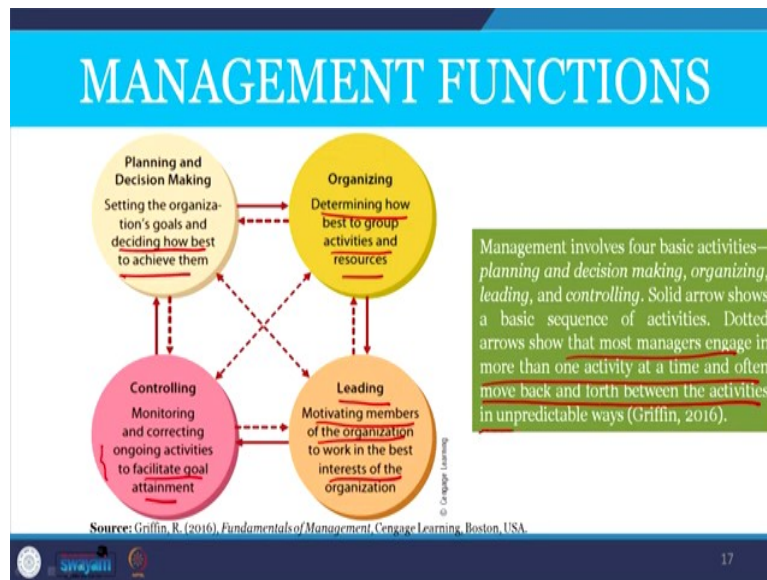 MANAGEMENT FUNCTIONS
Planning and
Decision Making
Setting the organiza-
tion's goals and
deciding how best
to achieve them
Organizing
Determining how
best to group
activities and
resources
Controlling
Monitoring
and correcting
ongoing activities
to facilitate goal
attainment
Leading
Motivating members
of the organization
to work in the best
interests of the
organization
© Cengage Learning
Management involves four basic activities—
planning and decision making, organizing,
leading, and controlling. Solid arrow shows
a basic sequence of activities. Dotted
arrows show that most managers engage in
more than one activity at a time and often
move back and forth between the activities
in unpredictable ways (Griffin, 2016).
Source: Griffin, R. (2016), Fundamentals of Management, Cengage Learning, Boston, USA.
swayam
17